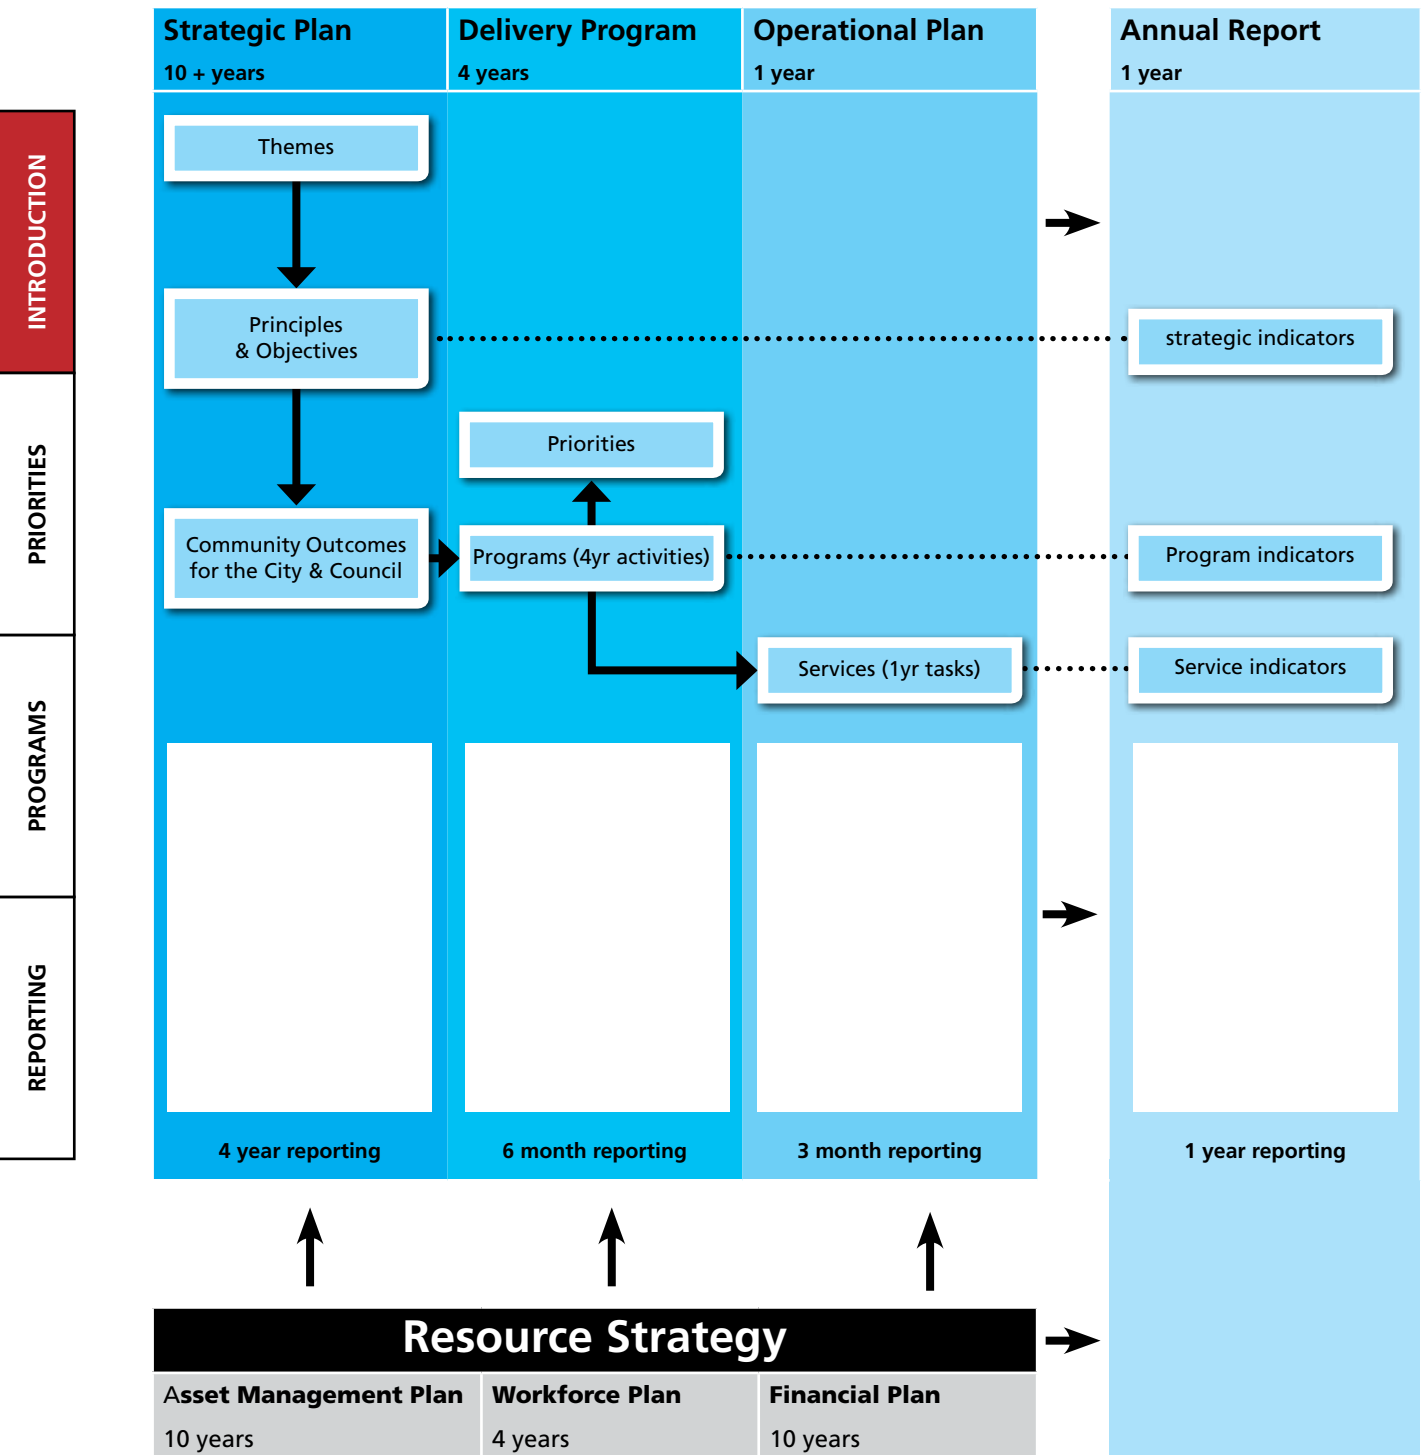 Strategic Plan
10 + years
Delivery Program
4 years
Operational Plan
1 year
Annual Report
1 year
INTRODUCTION
PRIORITIES
PROGRAMS
REPORTING
Themes
Principles
& Objectives
strategic indicators
Priorities
Community Outcomes
for the City & Council
Programs (4yr activities)
Program indicators
Services (1yr tasks)
Service indicators
4 year reporting
6 month reporting
3 month reporting
1 year reporting
Resource Strategy
Asset Management Plan
10 years
Workforce Plan
4 years
Financial Plan
10 years